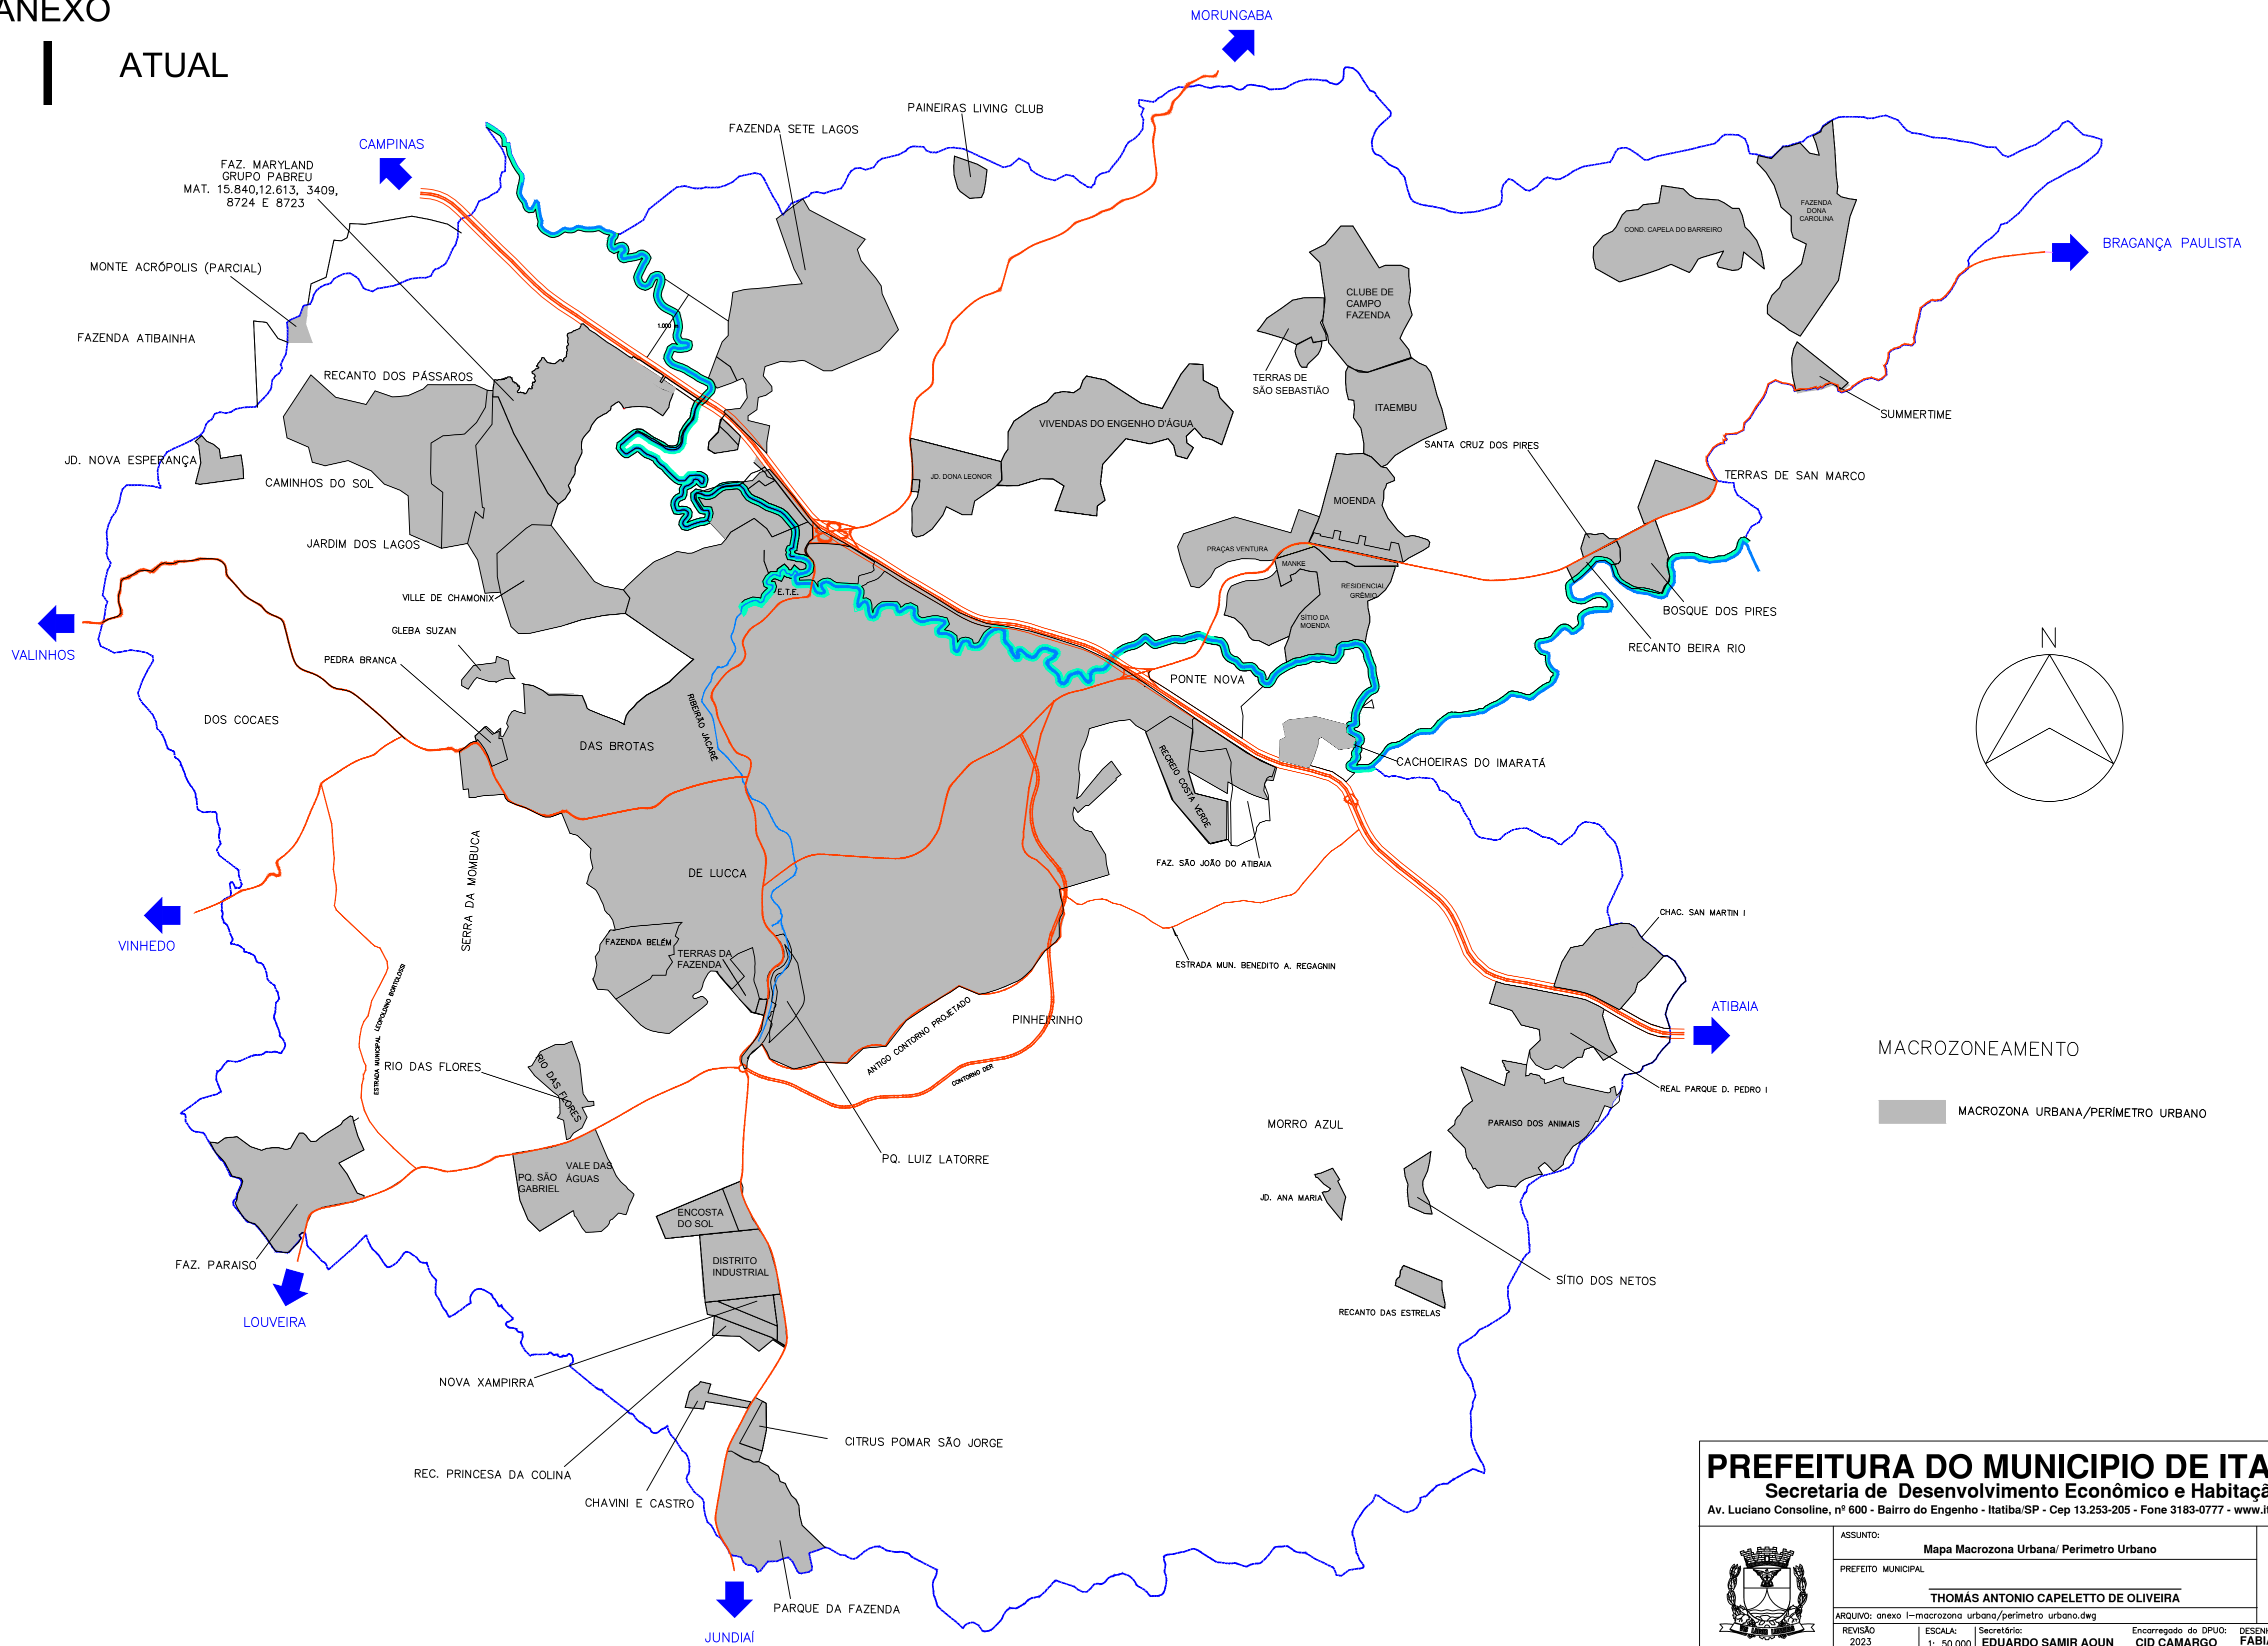 ANEXO
I
ATUAL
MORUNGABA
PAINEIRAS LIVING CLUB
FAZENDA SETE LAGOS
CAMPINAS
FAZ. MARYLAND
GRUPO PABREU
MAT. 15.840,12.613, 3409,
8724 E 8723
FAZENDA
DONA
CAROLINA
COND. CAPELA DO BARREIRO
BRAGANÇA PAULISTA
MONTE ACRÓPOLIS (PARCIAL)
CLUBE DE
CAMPO
FAZENDA
1.000
FAZENDA ATIBAINHA
RECANTO DOS PÁSSAROS
TERRAS DE
SÃO SEBASTIÃO
ITAEMBU
SUMMERTIME
VIVENDAS DO ENGENHO D'ÁGUA
SANTA CRUZ DOS PIRES
JD. NOVA ESPERANÇA
CAMINHOS DO SOL
JD. DONA LEONOR
TERRAS DE SAN MARCO
MOENDA
JARDIM DOS LAGOS
PRAÇAS VENTURA
MANKE
RESIDENCIAL
GRÊMIO
VILLE DE CHAMONIX
E.T.E.
BOSQUE DOS PIRES
SÍTIO DA
MOENDA
GLEBA SUZAN
VALINHOS
PEDRA BRANCA
RECANTO BEIRA RIO
N
PONTE NOVA
RIBEIRÃO JACARÉ
DOS COCAES
DAS BROTAS
RECREIO COSTA VERDE
CACHOEIRAS DO IMARATÁ
SERRA DA MOMBUCA
DE LUCCA
FAZ. SÃO JOÃO DO ATIBAIA
CHAC. SAN MARTIN I
VINHEDO
FAZENDA BELÉM
TERRAS DA
FAZENDA
ESTRADA MUN. BENEDITO A. REGAGNIN
ESTRADA MUNICIPAL LEOPOLDINO BORTOLOSSI
ATIBAIA
ANTIGO CONTORNO PROJETADO
PINHEIRINHO
MACROZONEAMENTO
RIO DAS FLORES
RIO DAS FLORES
CONTORNO DER
REAL PARQUE D. PEDRO I
MACROZONA URBANA/PERÍMETRO URBANO
MORRO AZUL
PARAISO DOS ANIMAIS
PQ. LUIZ LATORRE
PQ. SÃO
GABRIEL
VALE DAS
ÁGUAS
JD. ANA MARIA
ENCOSTA
DO SOL
FAZ. PARAISO
DISTRITO
INDUSTRIAL
SÍTIO DOS NETOS
RECANTO DAS ESTRELAS
LOUVEIRA
NOVA XAMPIRRA
CITRUS POMAR SÃO JORGE
REC. PRINCESA DA COLINA
CHAVINI E CASTRO
PARQUE DA FAZENDA
JUNDIAÍ
PREFEITURA DO MUNICIPIO DE ITA
Secretaria de Desenvolvimento Econômico e Habitaçã
Av. Luciano Consoline, nº 600 - Bairro do Engenho - Itatiba/SP - Cep 13.253-205 - Fone 3183-0777 - www.it
ASSUNTO:
Mapa Macrozona Urbana/ Perimetro Urbano
PREFEITO MUNICIPAL
THOMÁS ANTONIO CAPELETTO DE OLIVEIRA
ARQUIVO: anexo I-macrozona urbana/perimetro urbano.dwg
REVISÃO
2023
ESCALA:
1: 50.000
Secretário:
EDUARDO SAMIR AOUN
Encarregado do DPUO:
CID CAMARGO
DESEN
FABI